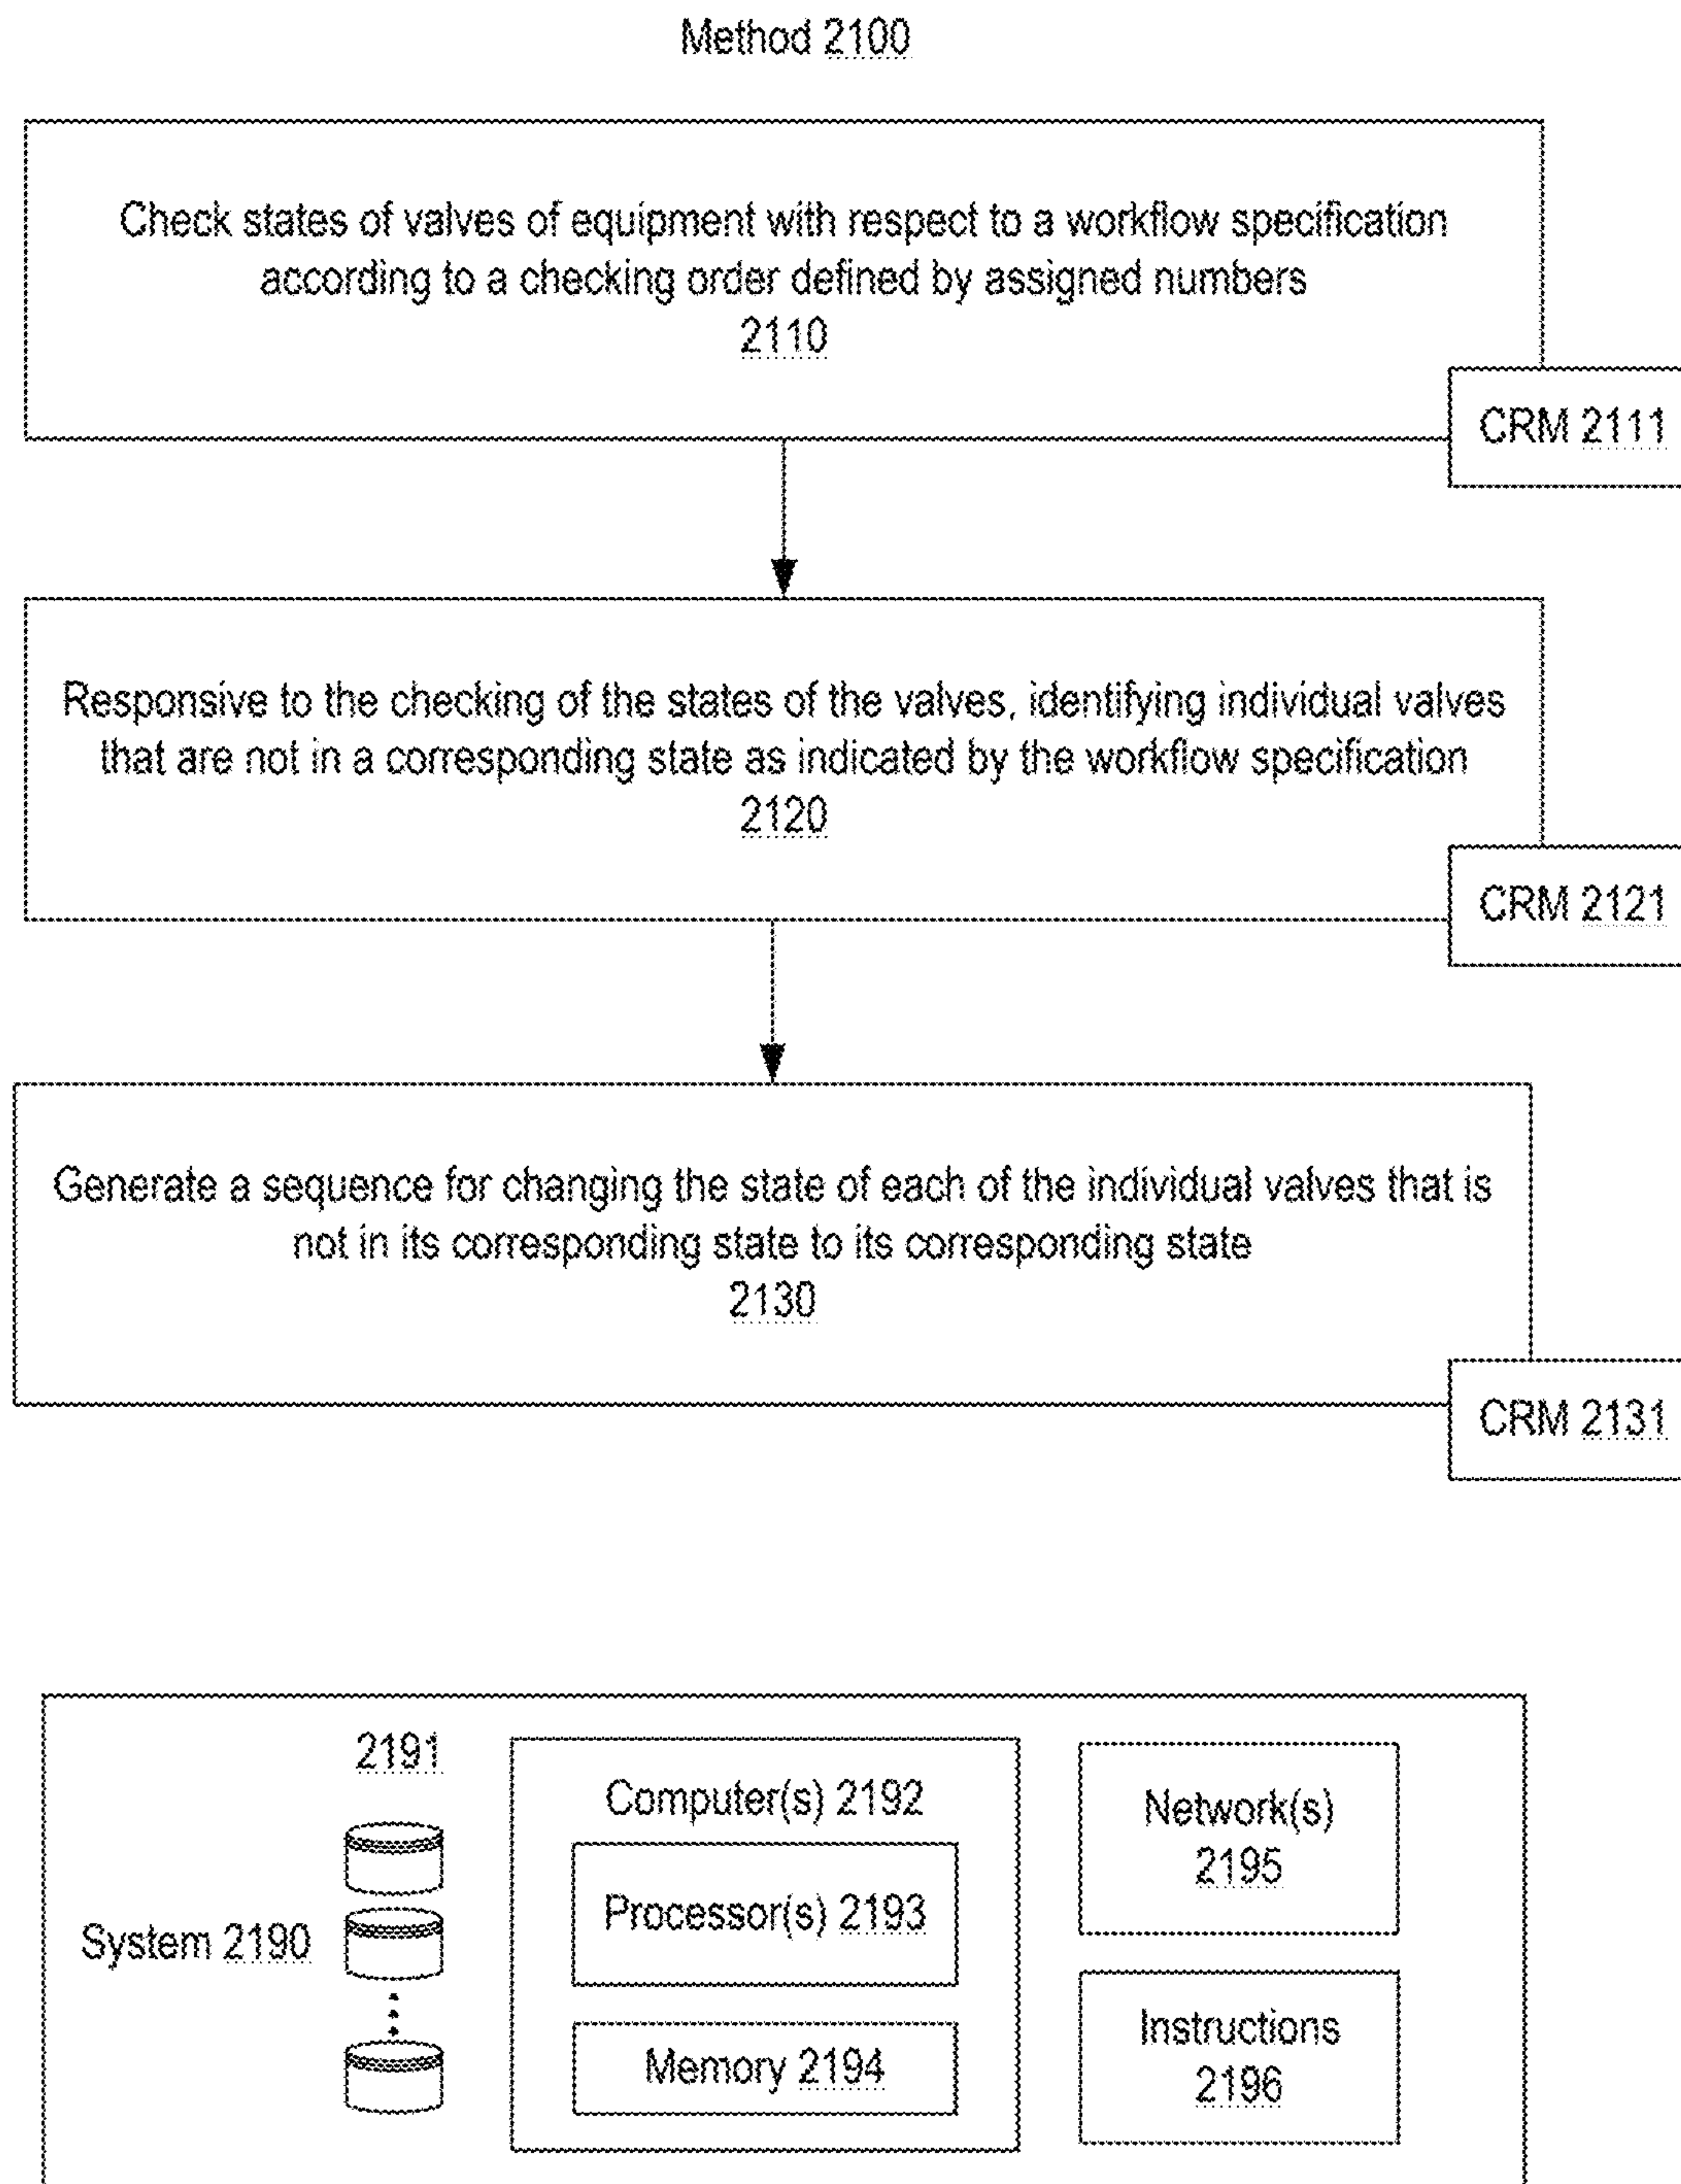 Method 2100
Check states of valves of equipment with respect to a workflow specification
according to a checking order defined by assigned numbers
2110
CRM 2111
Responsive to the checking of the states of the valves, identifying individual valves
that are not in a corresponding state as indicated by the workflow specification
2120
CRM 2121
Generate a sequence for changing the state of each of the individual valves that is
not in its corresponding state to its corresponding state
2130
CRM 2131
System 2190
2191
Computer(s) 2192
Processor(s) 2193
Memory 2194
Network(s)
2195
Instructions
2196